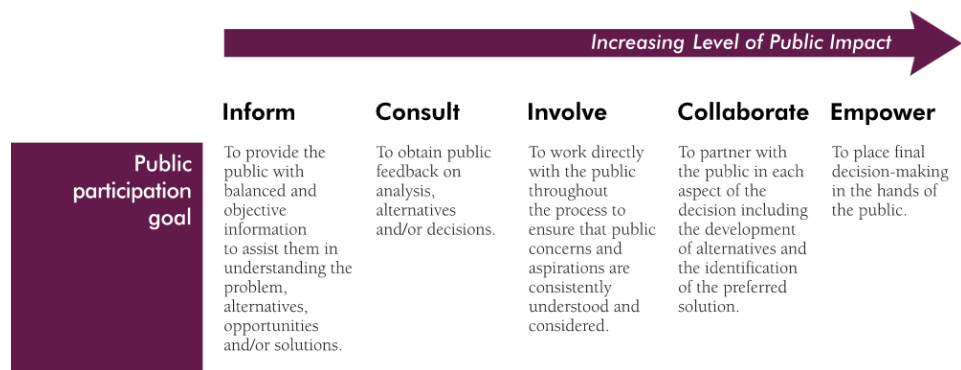 Increasing Level of Public Impact
Inform
Consult
Involve
Collaborate
Empower
Public
participation
goal
To provide the
public with
balanced and
objective
information
to assist them in
understanding the
problem,
alternatives,
opportunities
and/or solutions.
To obtain public
feedback on
analysis,
alternatives
and/or decisions.
To work directly
with the public
throughout
the process to
ensure that public
concerns and
aspirations are
consistently
understood and
considered.
To partner with
the public in each
aspect of the
decision including
the development
of alternatives and
the identification
of the preferred
solution.
To place final
decision-making
in the hands of
the public.